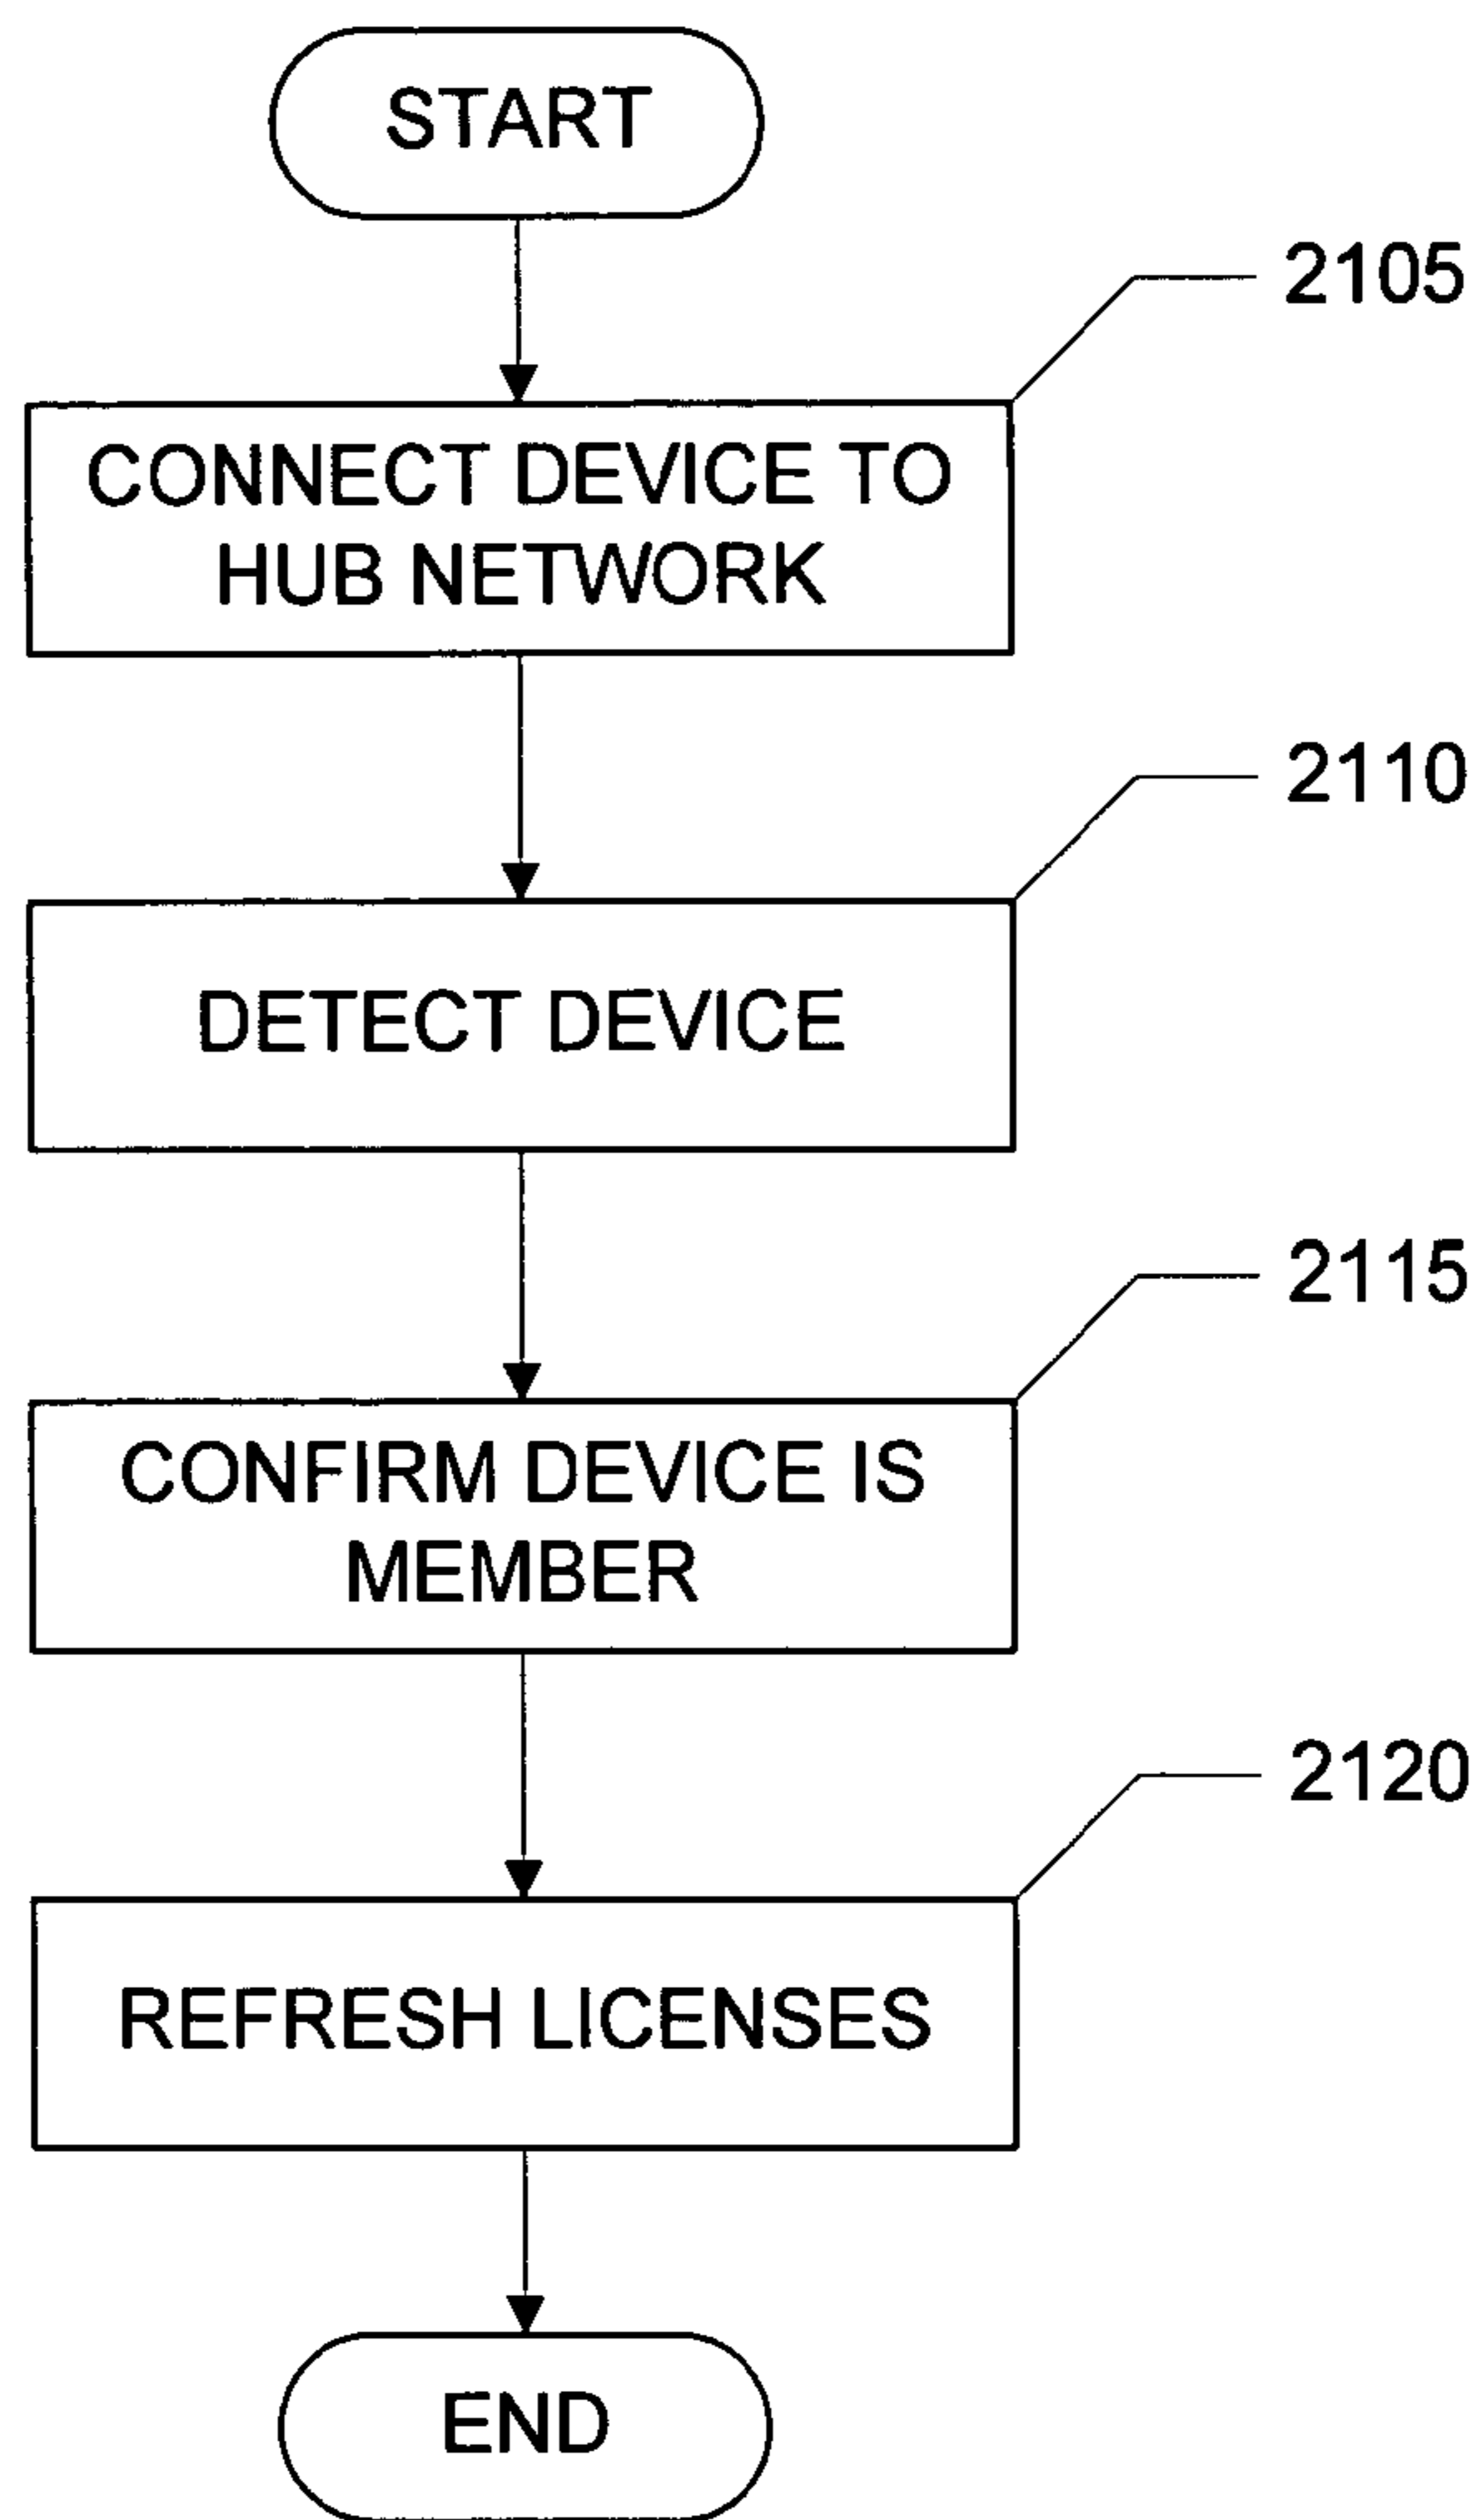 START
2105
CONNECT DEVICE TO
HUB NETWORK
2110
DETECT DEVICE
2115
CONFIRM DEVICE IS
MEMBER
2120
REFRESH LICENSES
END